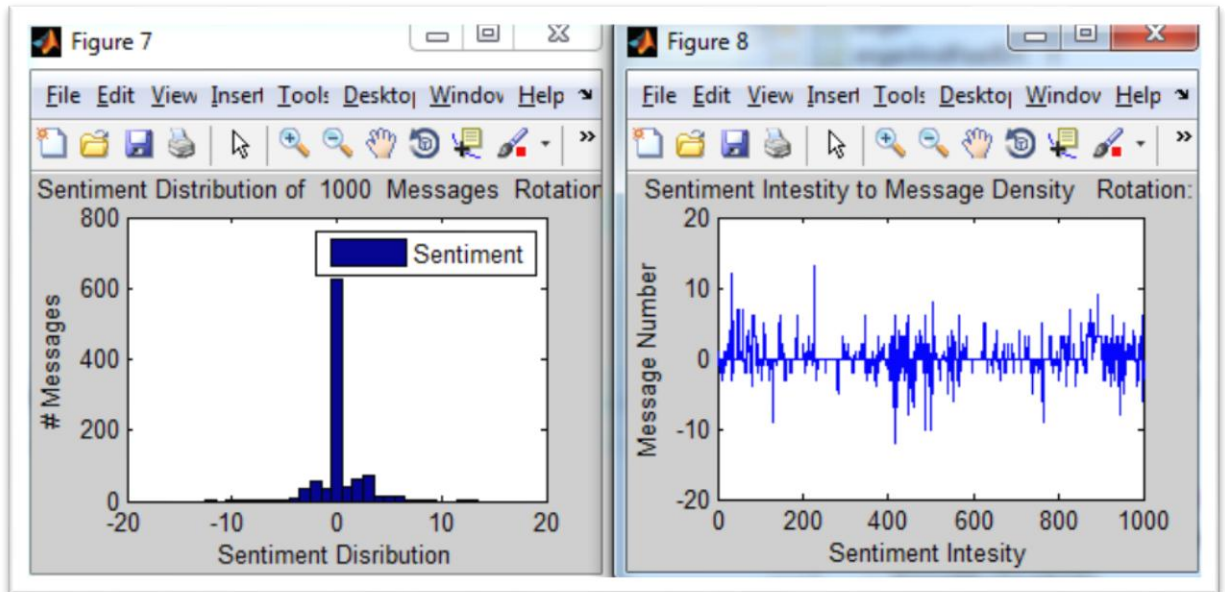 Figure 7
File Edit View Insert Tools Desktop Window Help
Sentiment Distribution of 1000 Messages Rotation
800
600
400
200
0
# Messages
Sentiment
-20 -10 0 10 20
Sentiment Disribution
Figure 8
File Edit View Insert Tools Desktop Window Help
Sentiment Intestity to Message Density Rotation:
20
10
0
-10
-20
Message Number
0 200 400 600 800 1000
Sentiment Intesity